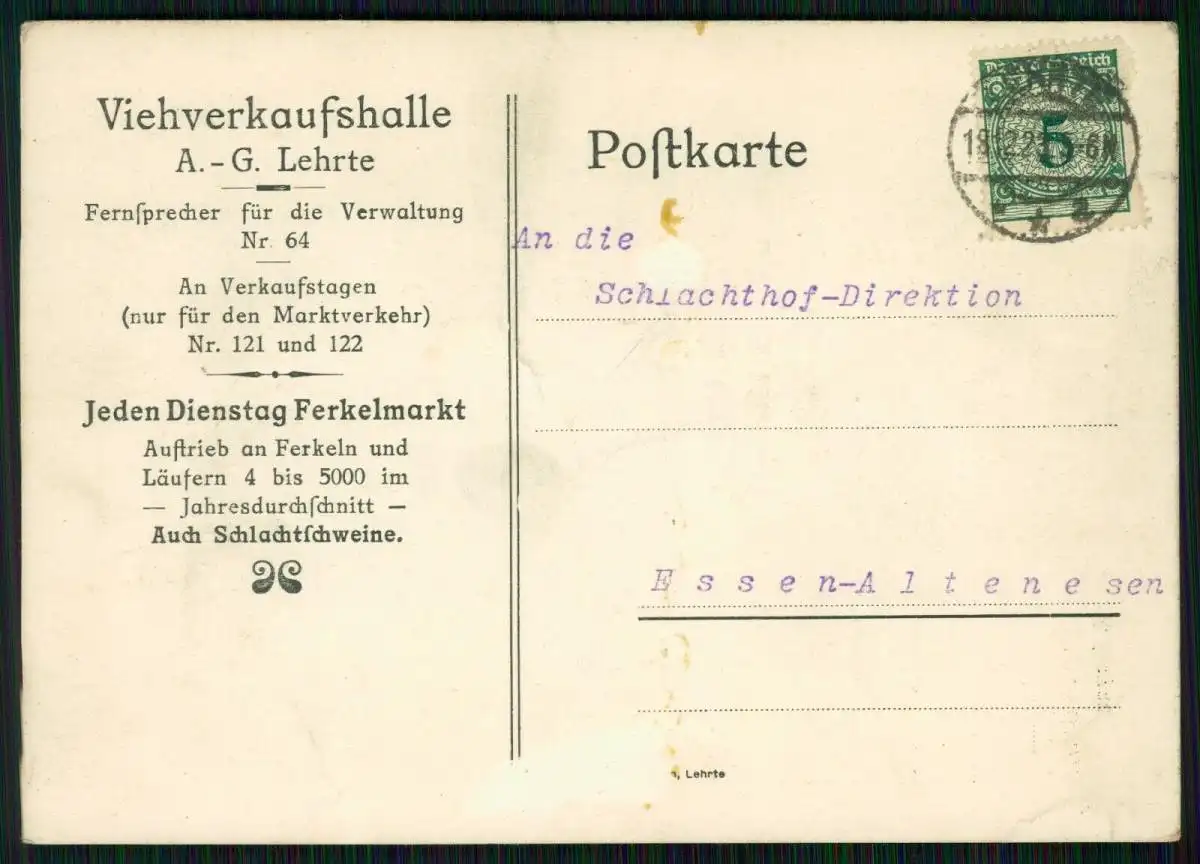 Viehverkaufshalle
A.-G. Lehrte
Fernſprecher für die Verwaltung
Nr. 64
An Verkaufstagen
(nur für den Marktverkehr)
Nr. 121 und 122
Jeden Dienstag Ferkelmarkt
Auftrieb an Ferkeln und
Läufern 4 bis 5000 im
— Jahresdurchſchnitt —
Auch Schlachtſchweine.
Poſtkarte
5
An die
Schlachthof-Direktion
Essen-Altenesen
Lehrte